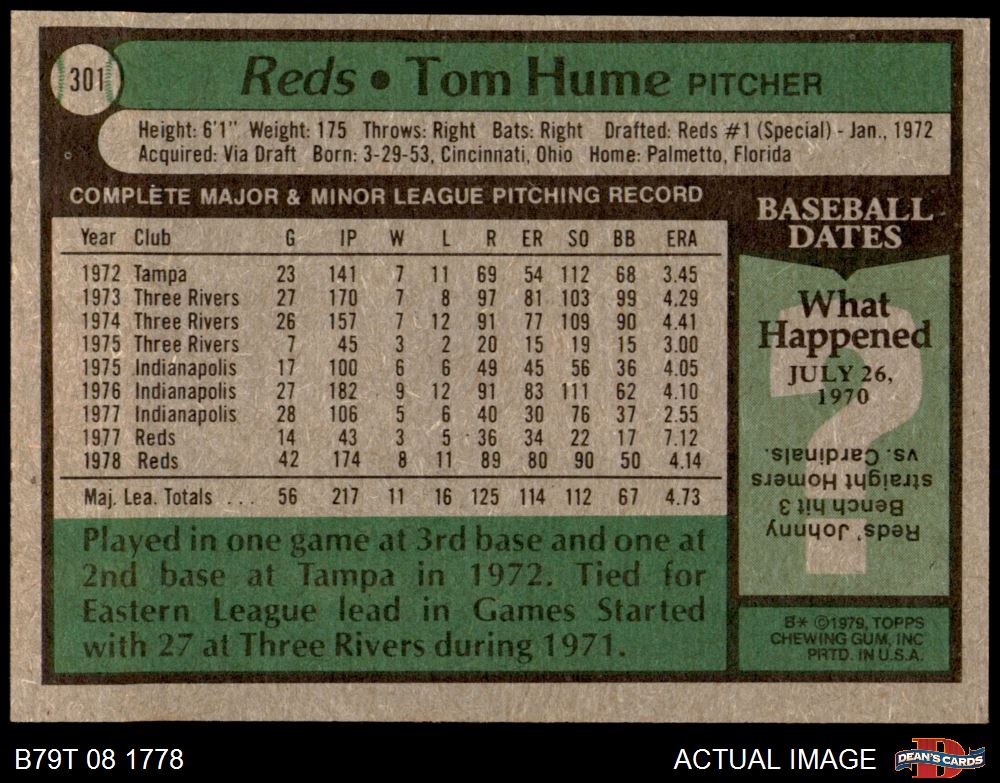 301
Reds • Tom Hume PITCHER
Height: 6'1" Weight: 175 Throws: Right Bats: Right Drafted: Reds #1 (Special) - Jan., 1972
Acquired: Via Draft Born: 3-29-53, Cincinnati, Ohio Home: Palmetto, Florida
COMPLETE MAJOR & MINOR LEAGUE PITCHING RECORD
Year Club G IP W L R ER SO BB ERA
1972 Tampa 23 141 7 11 69 54 112 68 3.45
1973 Three Rivers 27 170 7 8 97 81 103 99 4.29
1974 Three Rivers 26 157 7 12 91 77 109 90 4.41
1975 Three Rivers 7 45 3 2 20 15 19 15 3.00
1975 Indianapolis 17 100 6 6 49 45 56 36 4.05
1976 Indianapolis 27 182 9 12 91 83 111 62 4.10
1977 Indianapolis 28 106 5 6 40 30 76 37 2.55
1977 Reds 14 43 3 5 36 34 22 17 7.12
1978 Reds 42 174 8 11 89 80 90 50 4.14
Maj. Lea. Totals ... 56 217 11 16 125 114 112 67 4.73
Played in one game at 3rd base and one at
2nd base at Tampa in 1972. Tied for
Eastern League lead in Games Started
with 27 at Three Rivers during 1971.
BASEBALL
DATES
What
Happened
JULY 26,
1970
?
Reds' Johnny
Bench hit 3
straight Homers
vs. Cardinals.
B* ©1979, TOPPS
CHEWING GUM, INC
PRTD. IN U.S.A.
B79T 08 1778
ACTUAL IMAGE
D
DEAN'S CARDS